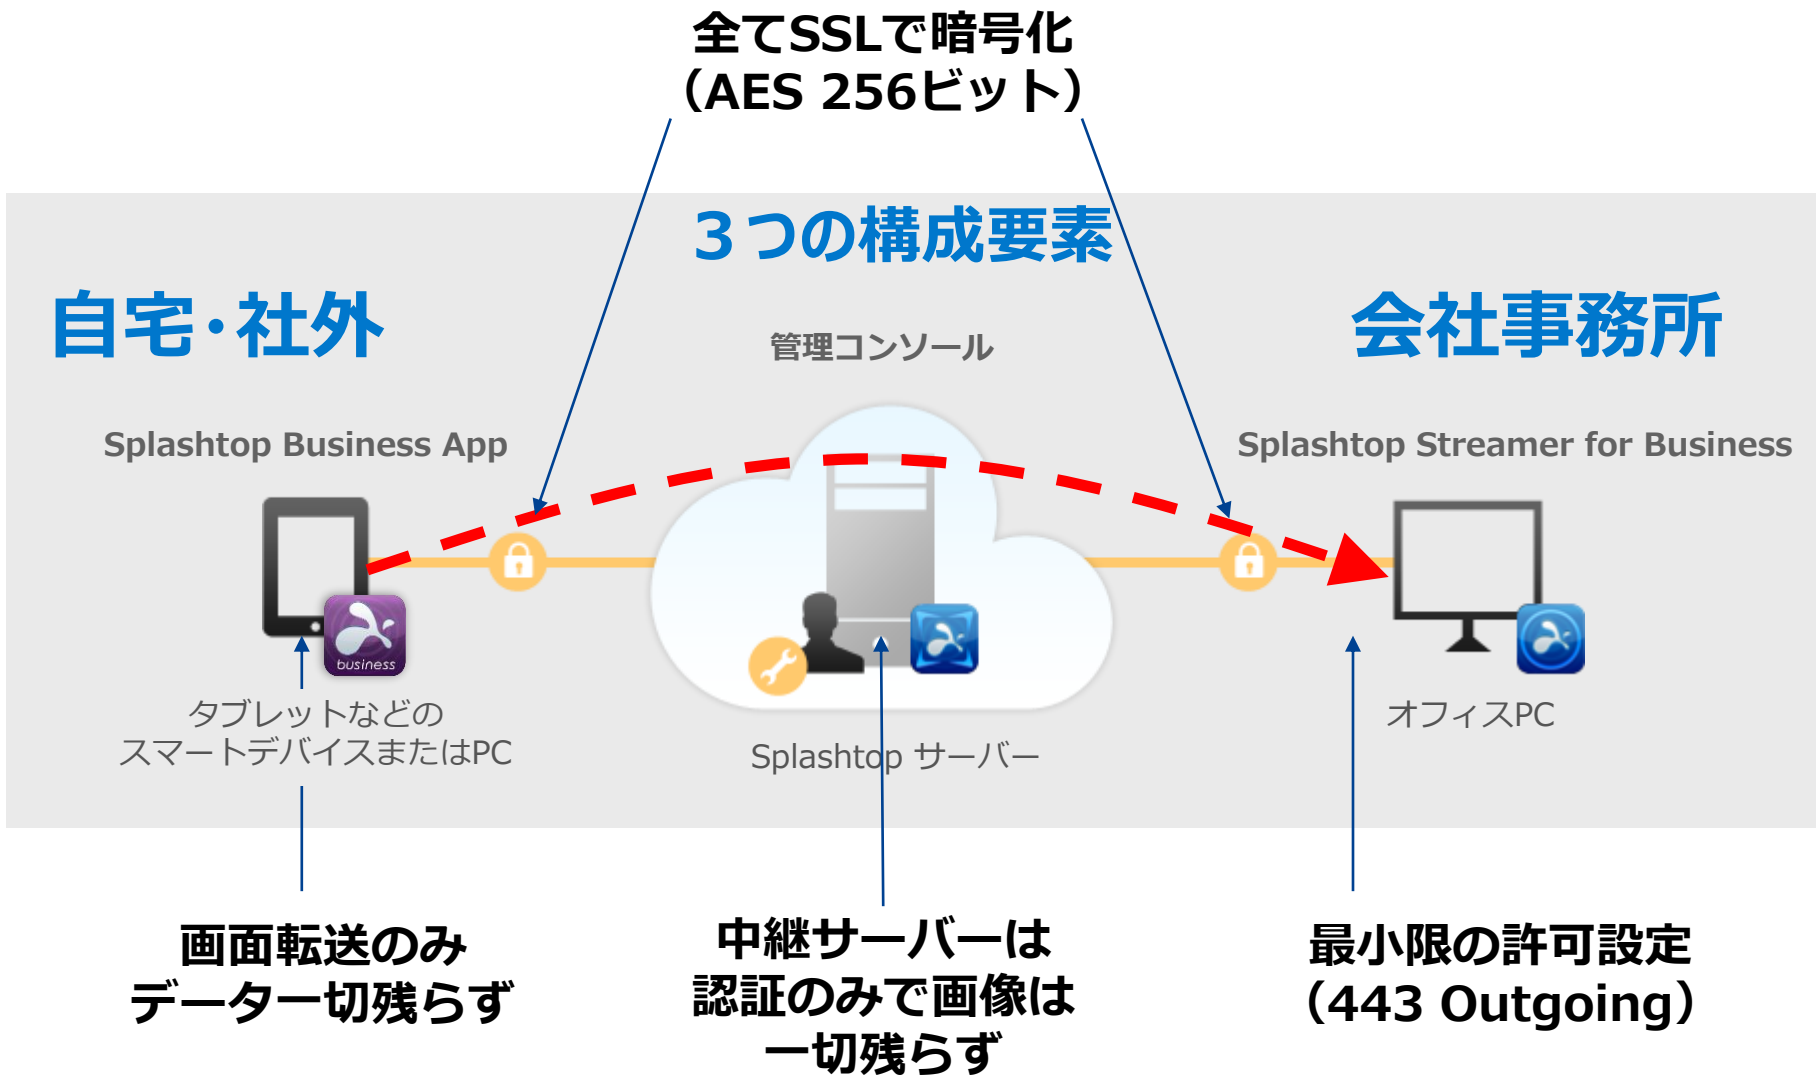 全てSSLで暗号化
（AES 256ビット）
３つの構成要素
自宅・社外
会社事務所
管理コンソール
Splashtop Business App
Splashtop Streamer for Business
business
タブレットなどの
スマートデバイスまたはPC
Splashtop サーバー
オフィスPC
画面転送のみ
データ一切残らず
中継サーバーは
認証のみで画像は
一切残らず
最小限の許可設定
（443 Outgoing）